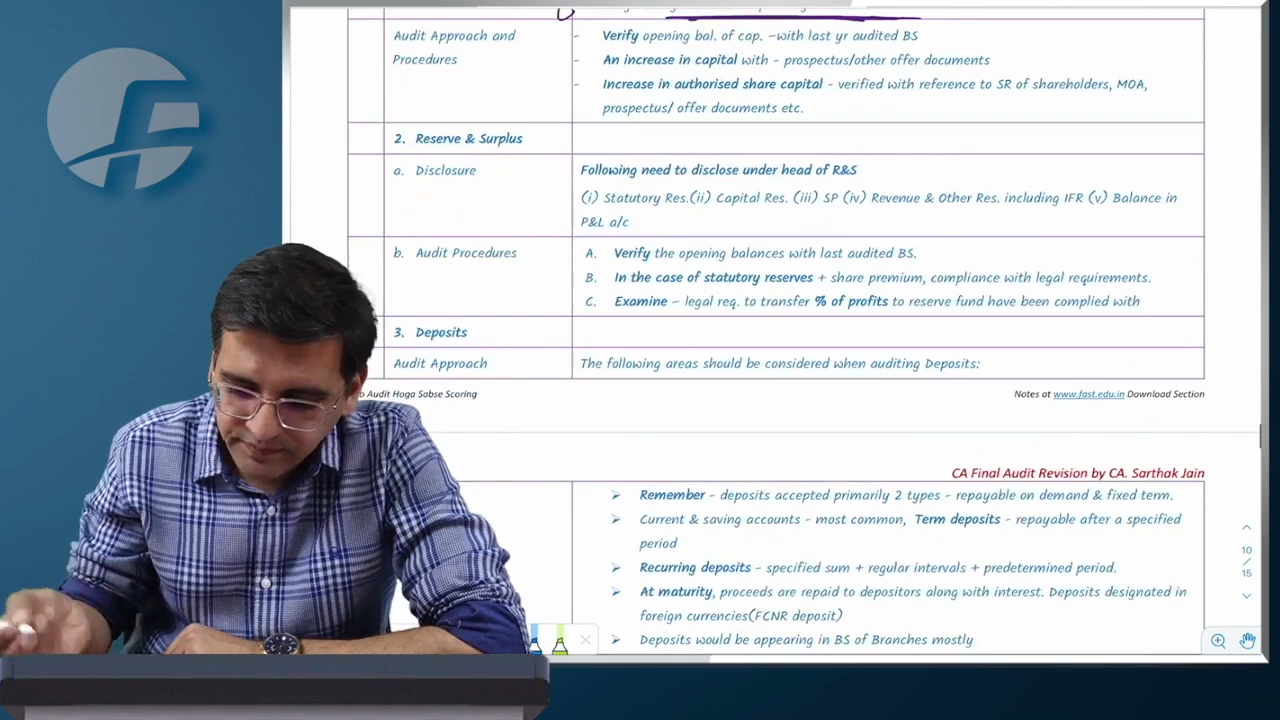 Audit Approach and
Procedures
- Verify opening bal. of cap. –with last yr audited BS
- An increase in capital with - prospectus/other offer documents
- Increase in authorised share capital - verified with reference to SR of shareholders, MOA,
prospectus/ offer documents etc.
2. Reserve & Surplus
a. Disclosure
Following need to disclose under head of R&S
(i) Statutory Res.(ii) Capital Res. (iii) SP (iv) Revenue & Other Res. including IFR (v) Balance in
P&L a/c
b. Audit Procedures
A. Verify the opening balances with last audited BS.
B. In the case of statutory reserves + share premium, compliance with legal requirements.
C. Examine – legal req. to transfer % of profits to reserve fund have been complied with
3. Deposits
Audit Approach
The following areas should be considered when auditing Deposits:
Audit Hoga Sabse Scoring
Notes at www.fast.edu.in Download Section
CA Final Audit Revision by CA. Sarthak Jain
➢ Remember - deposits accepted primarily 2 types - repayable on demand & fixed term.
➢ Current & saving accounts - most common, Term deposits - repayable after a specified
period
➢ Recurring deposits - specified sum + regular intervals + predetermined period.
➢ At maturity, proceeds are repaid to depositors along with interest. Deposits designated in
foreign currencies(FCNR deposit)
➢ Deposits would be appearing in BS of Branches mostly
10
/
15